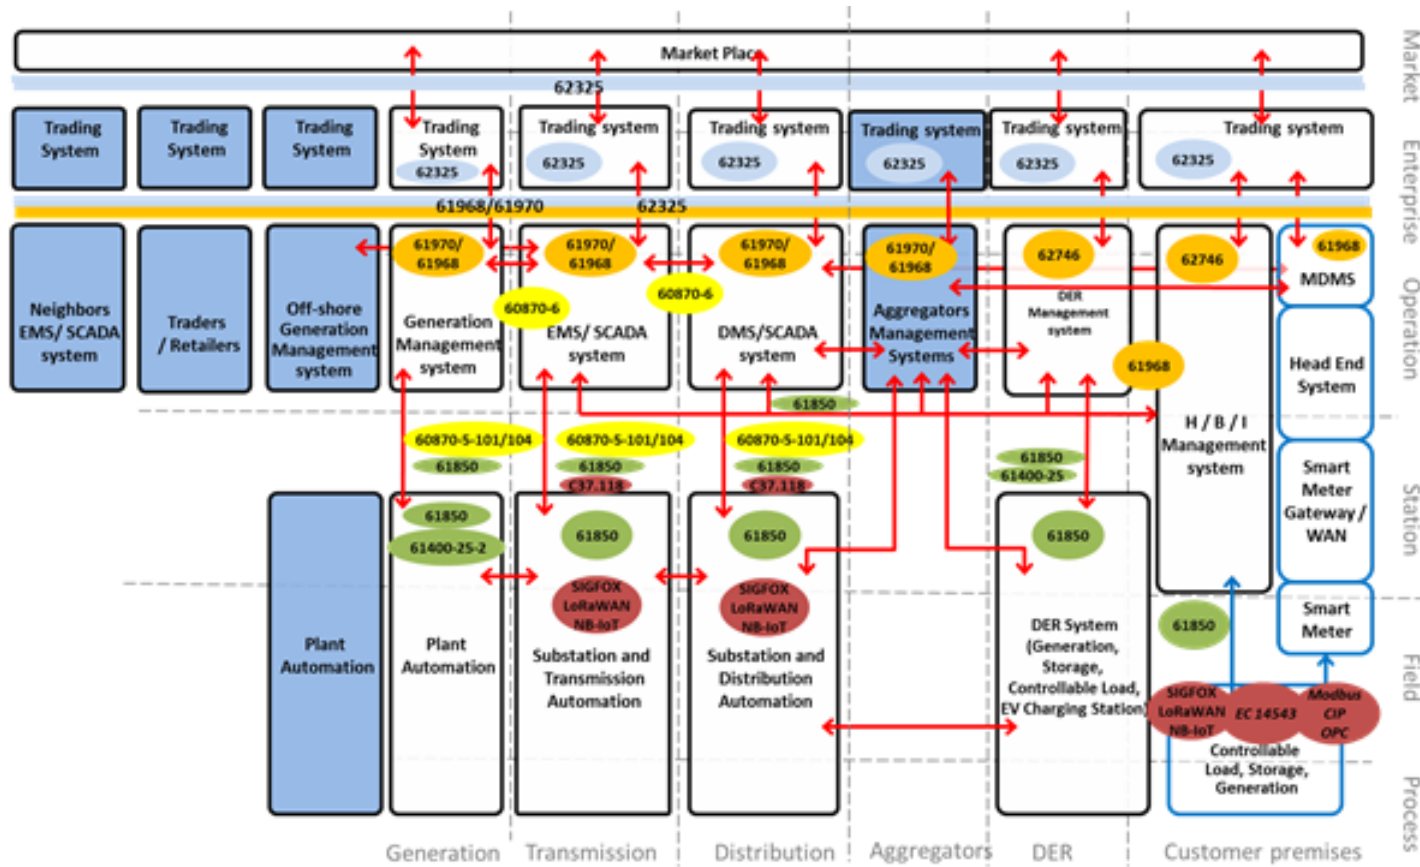 Market Place
62325
Trading
System
Trading
System
Trading
System
Trading
System
62325
Trading system
62325
Trading system
62325
Trading system
62325
Trading system
62325
Trading system
62325
61968/61970
62325
Neighbors
EMS/ SCADA
system
Traders
/ Retailers
Off-shore
Generation
Management
system
61970/
61968
Generation
Management
system
60870-6
61970/
61968
EMS/ SCADA
system
60870-6
61970/
61968
DMS/SCADA
system
61970/
61968
Aggregators
Management
Systems
62746
DER
Management
system
61968
62746
H / B / I
Management
system
61968
MDMS
Head End
System
Smart
Meter
Gateway /
WAN
Smart
Meter
61850
60870-5-101/104
61850
60870-5-101/104
61850
C37.118
60870-5-101/104
61850
C37.118
61850
61400-25
Plant
Automation
61850
61400-25-2
Plant
Automation
61850
SIGFOX
LoRaWAN
NB-IoT
Substation and
Transmission
Automation
61850
SIGFOX
LoRaWAN
NB-IoT
Substation and
Distribution
Automation
61850
DER System
(Generation,
Storage,
Controllable Load,
EV Charging Station)
61850
SIGFOX
LoRaWAN
NB-IoT
EC 14543
Modbus
CIP
OPC
Controllable
Load, Storage,
Generation
Generation
Transmission
Distribution
Aggregators
DER
Customer premises
Market
Enterprise
Operation
Station
Field
Process